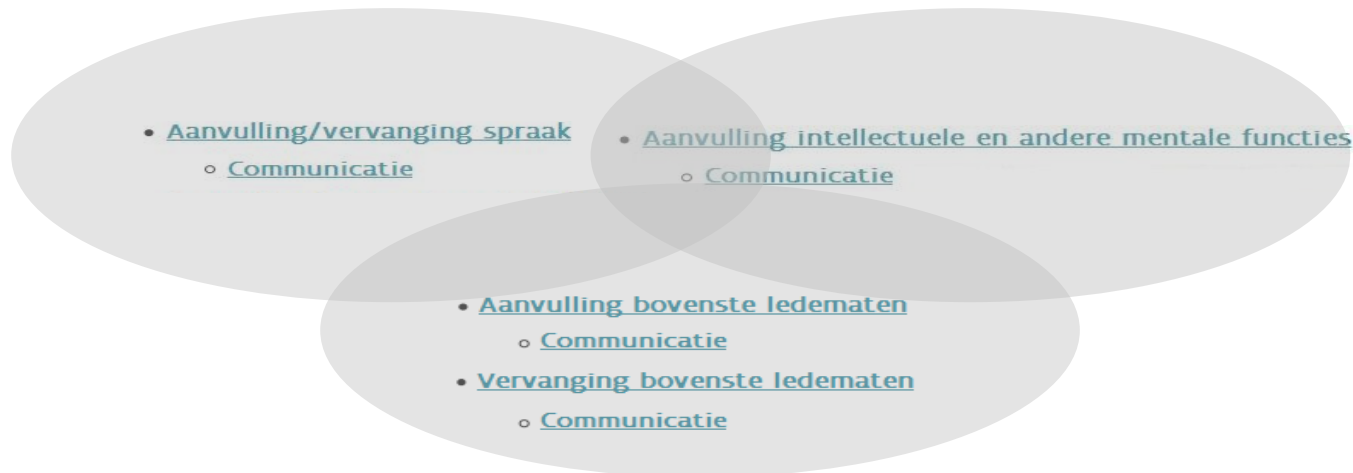 • Aanvulling/vervanging spraak
○ Communicatie
• Aanvulling intellectuele en andere mentale functies
○ Communicatie
• Aanvulling bovenste ledematen
○ Communicatie
• Vervanging bovenste ledematen
○ Communicatie